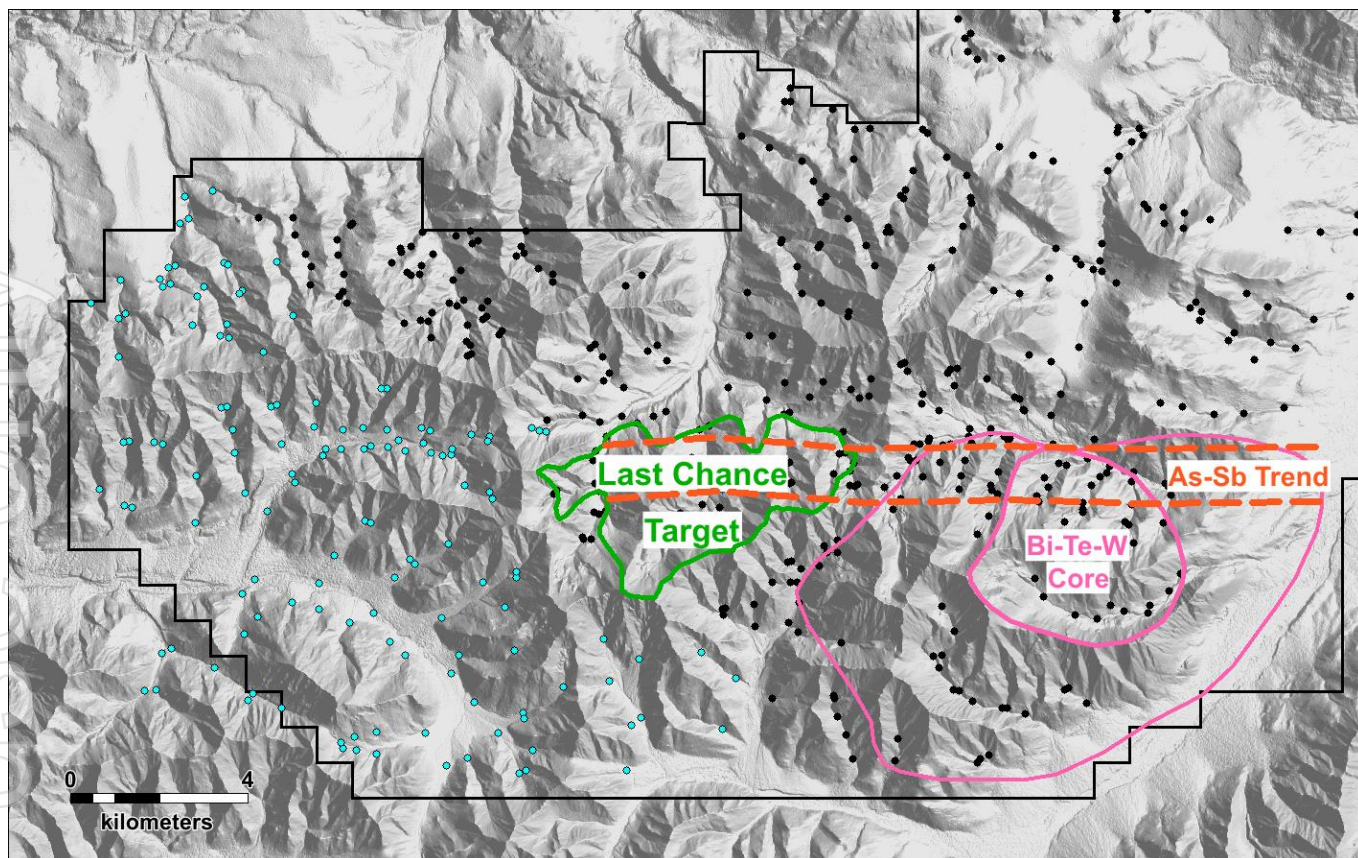 Last Chance
Target
As-Sb Trend
Bi-Te-W
Core
0 4
kilometers